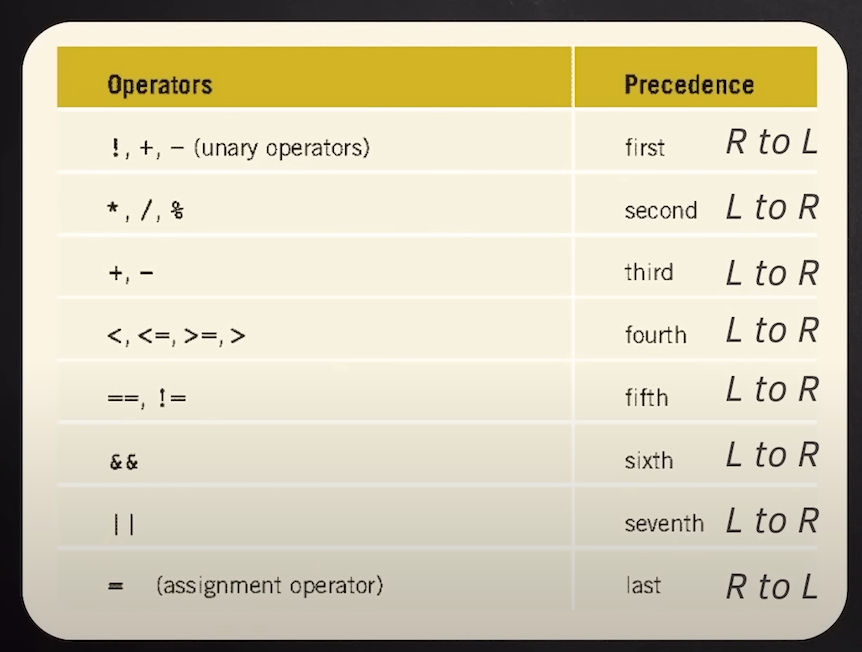 Operators Precedence
!, +, − (unary operators) first R to L
*, /, % second L to R
+, − third L to R
<, <=, >=, > fourth L to R
==, != fifth L to R
&& sixth L to R
|| seventh L to R
= (assignment operator) last R to L